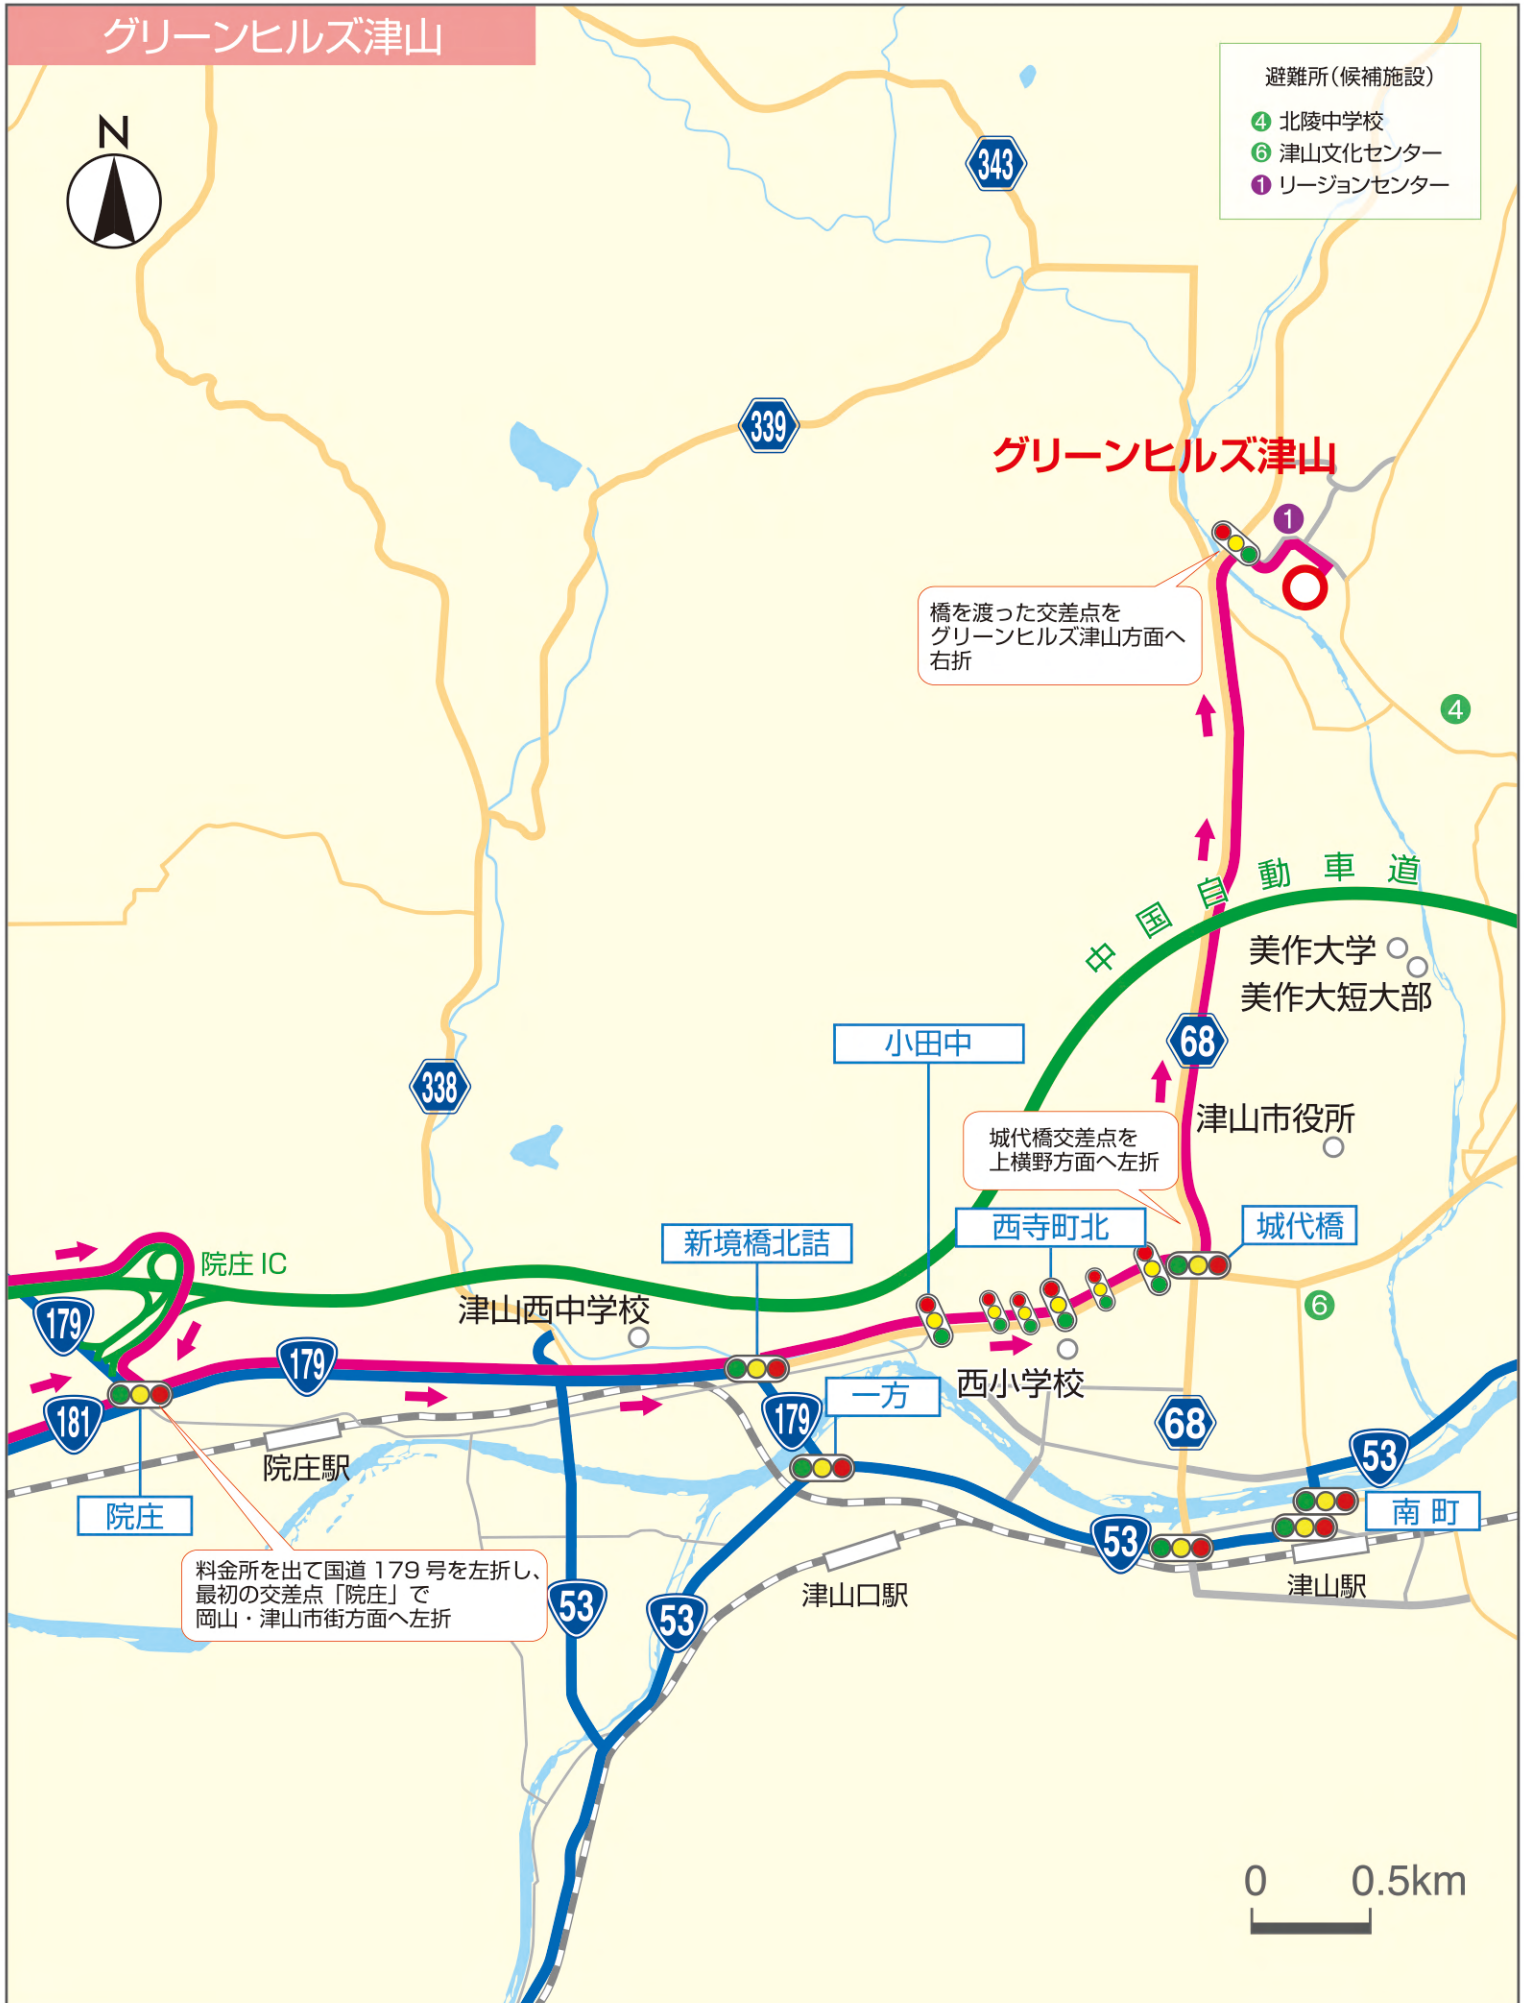 グリーンヒルズ津山
N
避難所(候補施設)
4 北陵中学校
6 津山文化センター
1 リージョンセンター
343
339
グリーンヒルズ津山
1
橋を渡った交差点を
グリーンヒルズ津山方面へ
右折
4
中国自動車道
美作大学
美作大短大部
小田中
68
338
津山市役所
城代橋交差点を
上横野方面へ左折
西寺町北
城代橋
新境橋北詰
院庄 IC
津山西中学校
6
179
179
西小学校
一方
181
179
68
53
院庄駅
院庄
南町
53
料金所を出て国道 179 号を左折し、
最初の交差点「院庄」で
岡山・津山市街方面へ左折
津山口駅
津山駅
53
53
0 0.5km